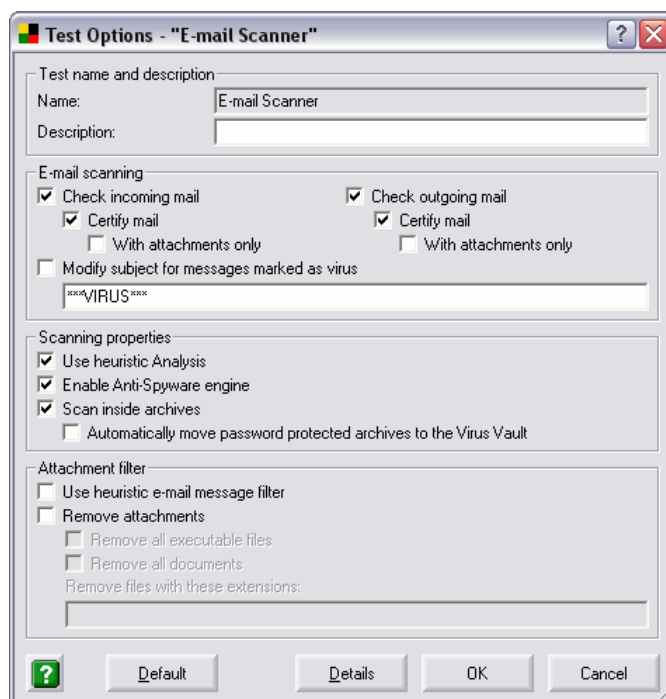 Test Options - "E-mail Scanner"
?
Test name and description
Name: E-mail Scanner
Description:
E-mail scanning
Check incoming mail Check outgoing mail
Certify mail Certify mail
With attachments only With attachments only
Modify subject for messages marked as virus
***VIRUS***
Scanning properties
Use heuristic Analysis
Enable Anti-Spyware engine
Scan inside archives
Automatically move password protected archives to the Virus Vault
Attachment filter
Use heuristic e-mail message filter
Remove attachments
Remove all executable files
Remove all documents
Remove files with these extensions:
? Default Details OK Cancel